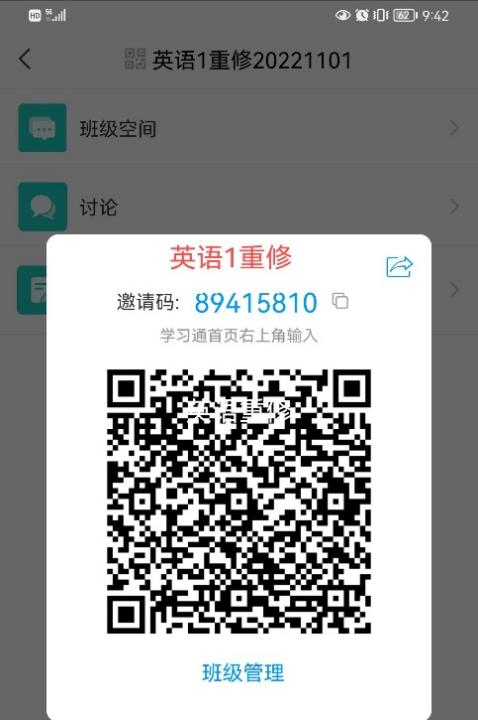 HD 5G 62 9:42
英语1重修20221101
班级空间
讨论
英语1重修
邀请码: 89415810
学习通首页右上角输入
英语重修
班级管理